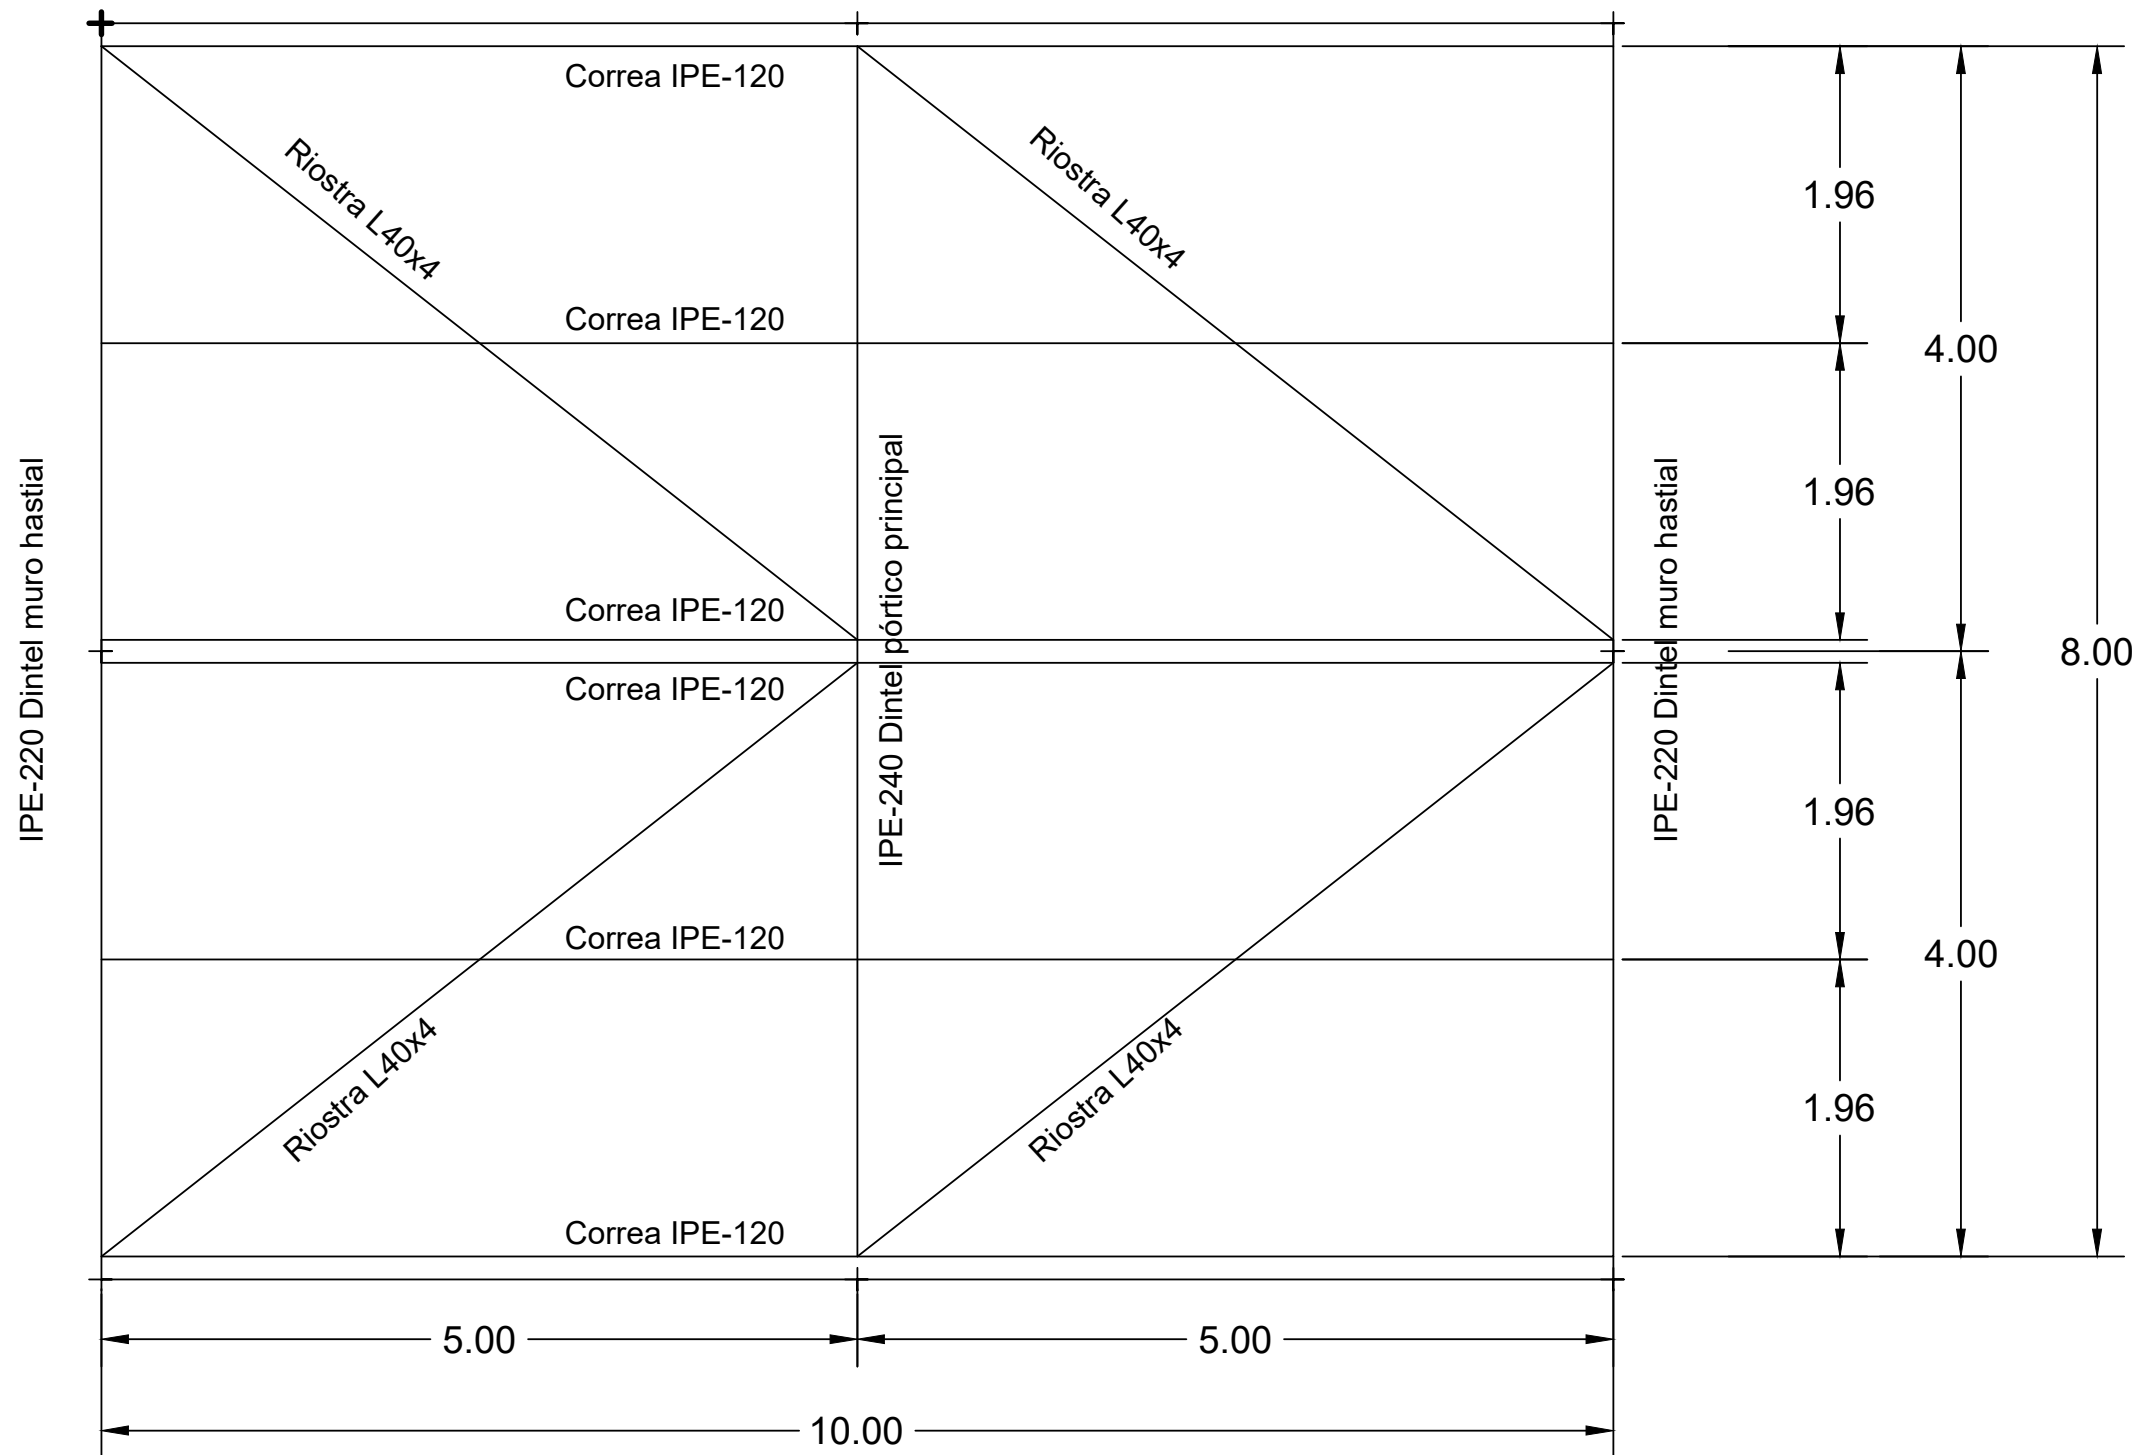 Correa IPE-120
Riostra L40x4
Riostra L40x4
1.96
Correa IPE-120
4.00
IPE-220 Dintel muro hastial
IPE-240 Dintel pórtico principal
IPE-220 Dintel muro hastial
1.96
Correa IPE-120
8.00
Correa IPE-120
1.96
Correa IPE-120
4.00
Riostra L40x4
Riostra L40x4
1.96
Correa IPE-120
5.00
5.00
10.00